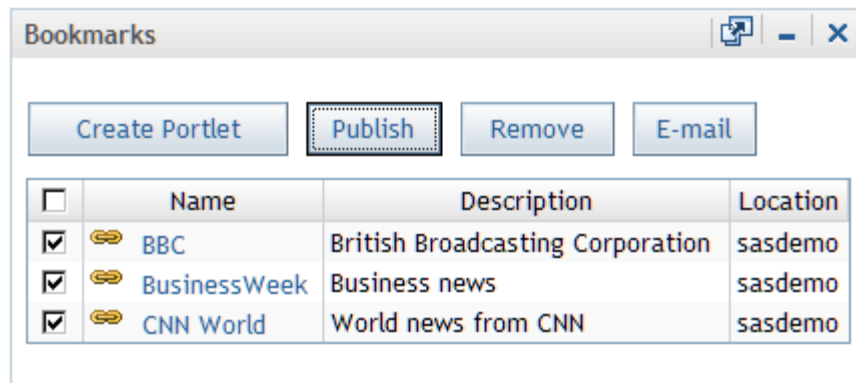 Bookmarks
Create Portlet Publish Remove E-mail
Name Description Location
BBC British Broadcasting Corporation sasdemo
BusinessWeek Business news sasdemo
CNN World World news from CNN sasdemo